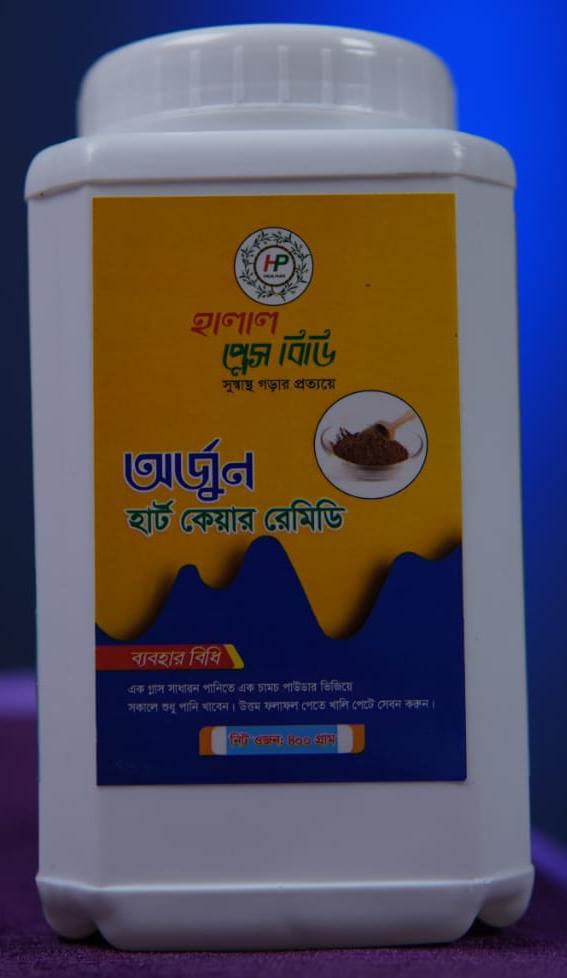 HP
হালাল
প্লেস বিডি
সুস্বাস্থ্য গড়ার প্রত্যয়ে
অর্জুন
হার্ট কেয়ার রেমিডি
ব্যবহার বিধি
এক গ্লাস সাধারন পানিতে এক চামচ পাউডার ভিজিয়ে
সকালে শুধু পানি খাবেন। উত্তম ফলাফল পেতে খালি পেটে সেবন করুন।
নিট ওজন: ৪০০ গ্রাম